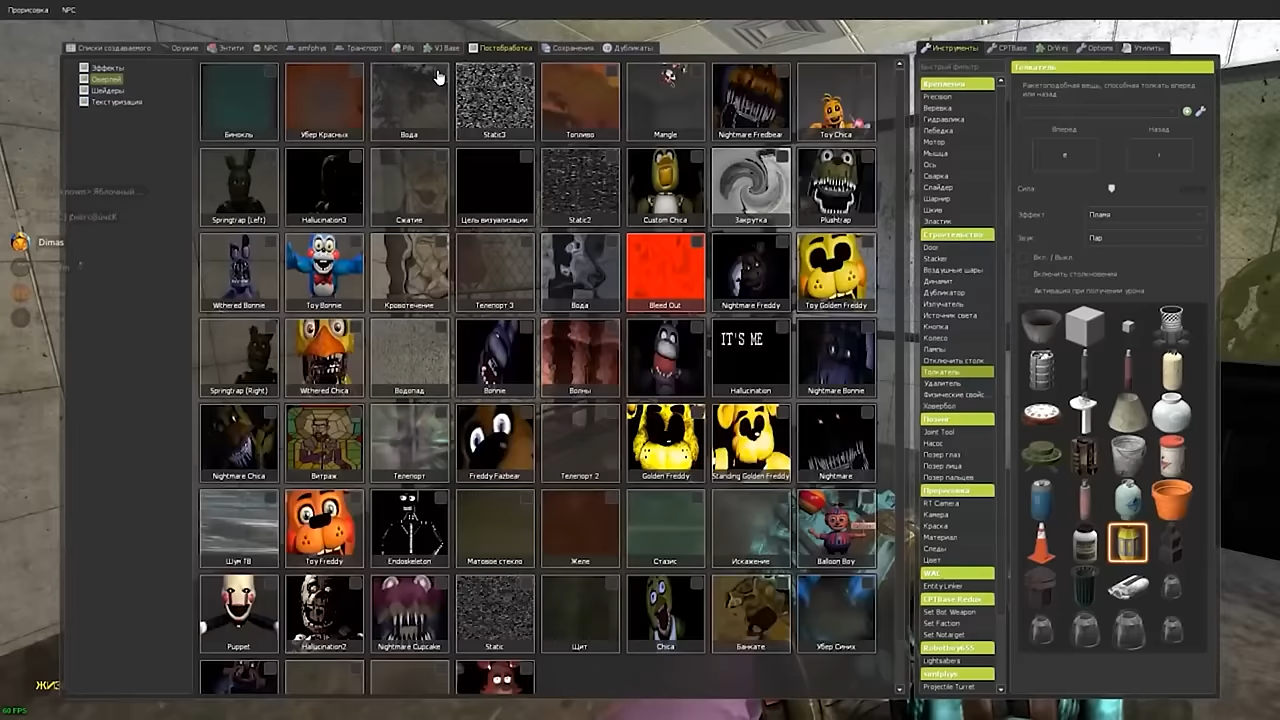 Прорисовка NPC
Списки создаваемого Оружие Энтити NPC simfphys Транспорт Pills VJ Base Постобработка Сохранения Дубликаты
Инструменты CPTBase DrVrej Options Утилиты
Эффекты
Оверлей
Шейдеры
Текстуризация
Бинокль Убер Красных Вода Static3 Топливо Mangle Nightmare Fredbear Toy Chica
Springtrap (Left) Hallucination3 Сжатие Цель визуализации Static2 Custom Chica Закрутка Plushtrap
Withered Bonnie Toy Bonnie Кровотечение Телепорт 3 Вода Bleed Out Nightmare Freddy Toy Golden Freddy
Springtrap (Right) Withered Chica Водопад Bonnie Волны Hallucination Nightmare Bonnie
IT'S ME
Nightmare Chica Витраж Телепорт Freddy Fazbear Телепорт 2 Golden Freddy Standing Golden Freddy Nightmare
Шум ТВ Toy Freddy Endoskeleton Матовое стекло Желе Стазис Искажение Balloon Boy
Puppet Hallucination2 Nightmare Cupcake Static Щит Chica Банкате Убер Синих
Dimas
60 FPS
Быстрый фильтр
Крепления
Precision
Веревка
Гидравлика
Лебедка
Мотор
Мышца
Ось
Сварка
Слайдер
Шарнир
Шкив
Эластик
Строительство
Door
Stacker
Воздушные шары
Динамит
Дубликатор
Излучатель
Источник света
Кнопка
Колесо
Лампы
Отключить столк...
Толкатель
Удалитель
Физические свойс...
Ховербол
Позинг
Joint Tool
Насос
Позер глаз
Позер лица
Позер пальцев
Прорисовка
RT Camera
Камера
Краска
Материал
Следы
Цвет
Entity Linker
CPTBase Redux
Set Bot Weapon
Set Faction
Set Notarget
Robotboy655
Lightsabers
simfphys
Projectile Turret
Толкатель
Ракетоподобная вещь, способная толкать вперед
или назад
Вперед Назад
Сила
Эффект Пламя
Звук Пар
Вкл. / Выкл.
Включить столкновения
Активация при получении урона